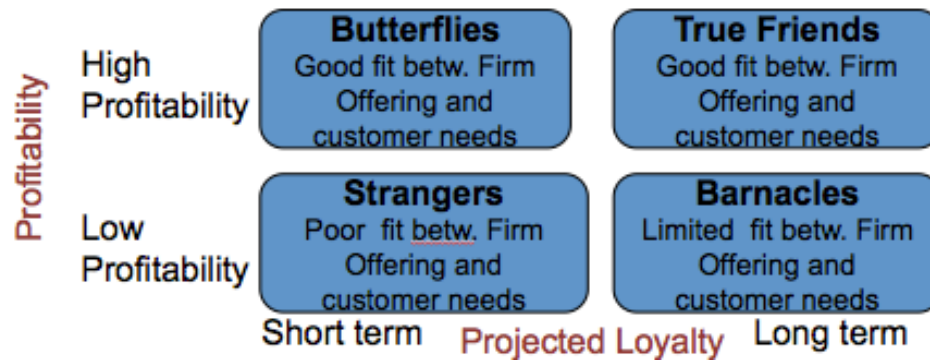 Profitability
High
Profitability
Butterflies
Good fit betw. Firm
Offering and
customer needs
True Friends
Good fit betw. Firm
Offering and
customer needs
Low
Profitability
Strangers
Poor fit betw. Firm
Offering and
customer needs
Barnacles
Limited fit betw. Firm
Offering and
customer needs
Short term Projected Loyalty Long term